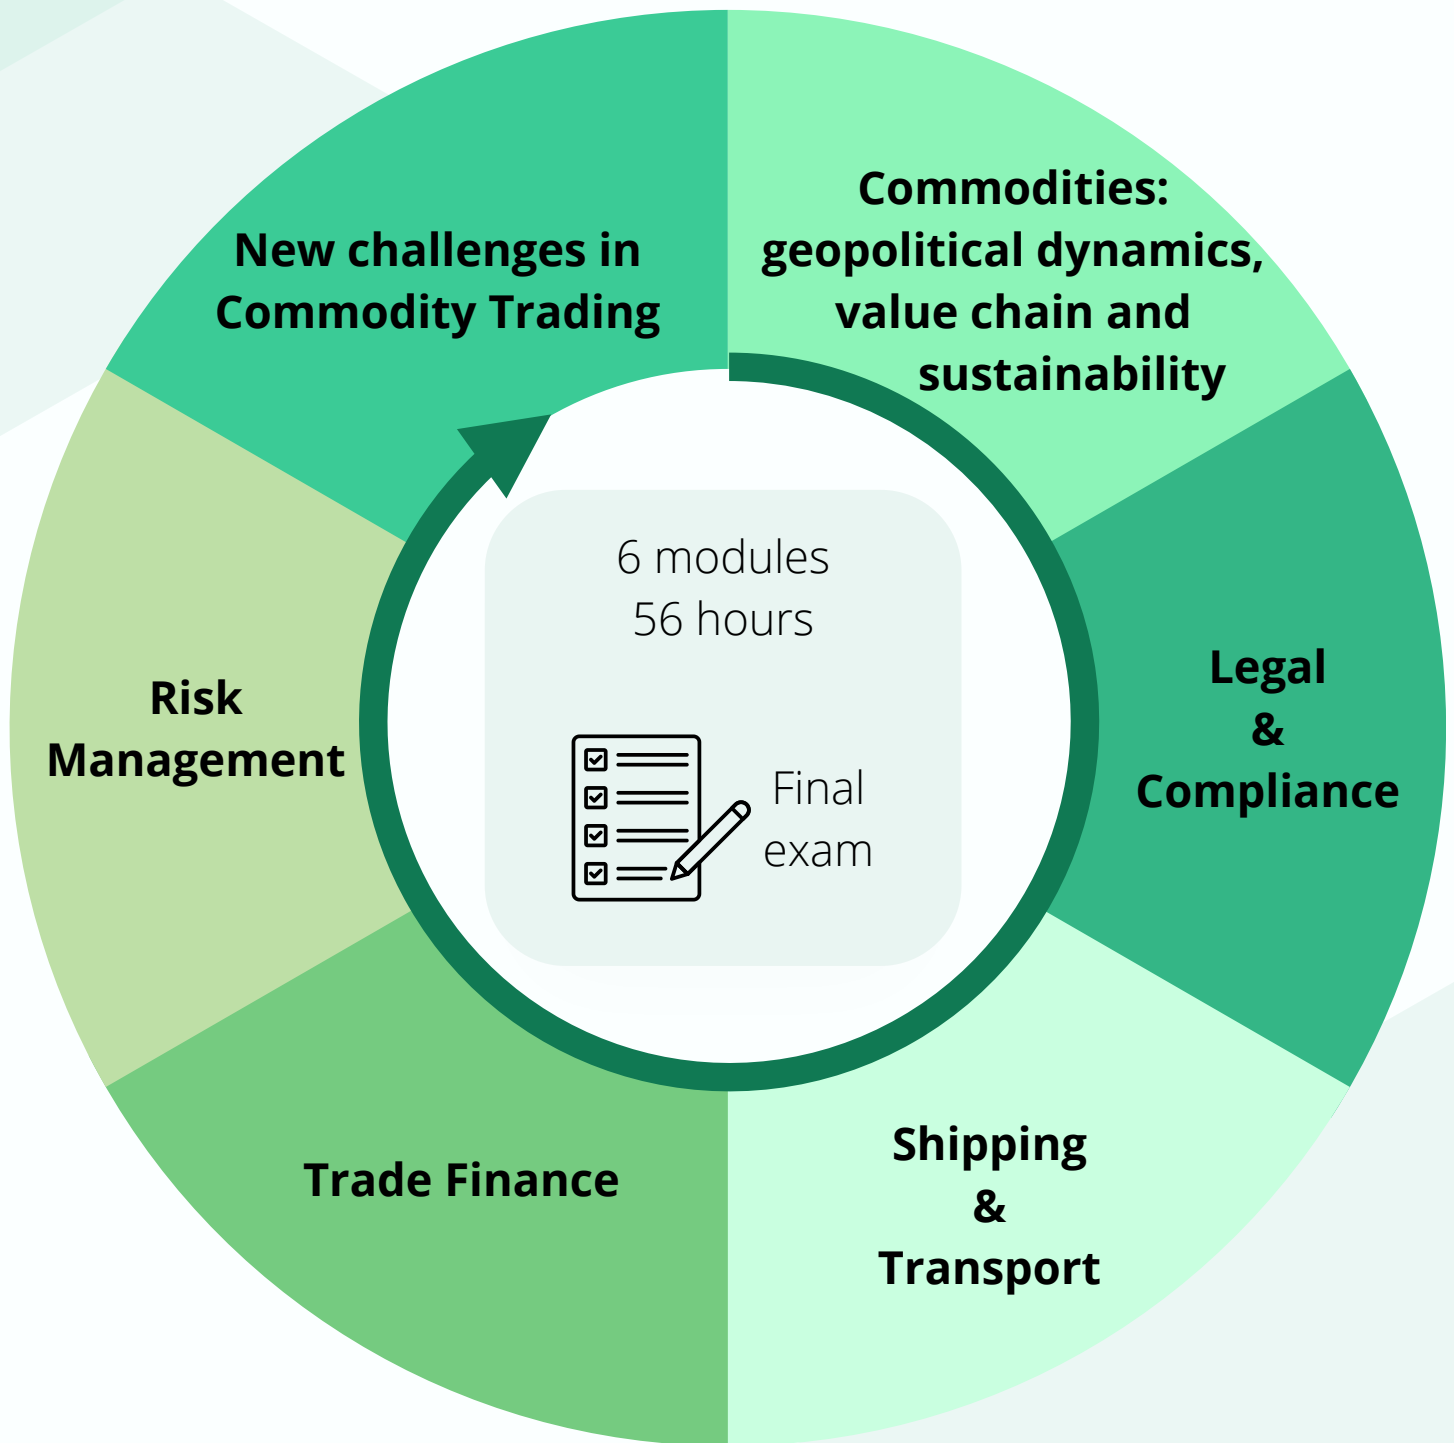 Commodities:
geopolitical dynamics,
value chain and
sustainability
Legal
&
Compliance
Shipping
&
Transport
Trade Finance
Risk
Management
New challenges in
Commodity Trading
6 modules
56 hours
Final
exam